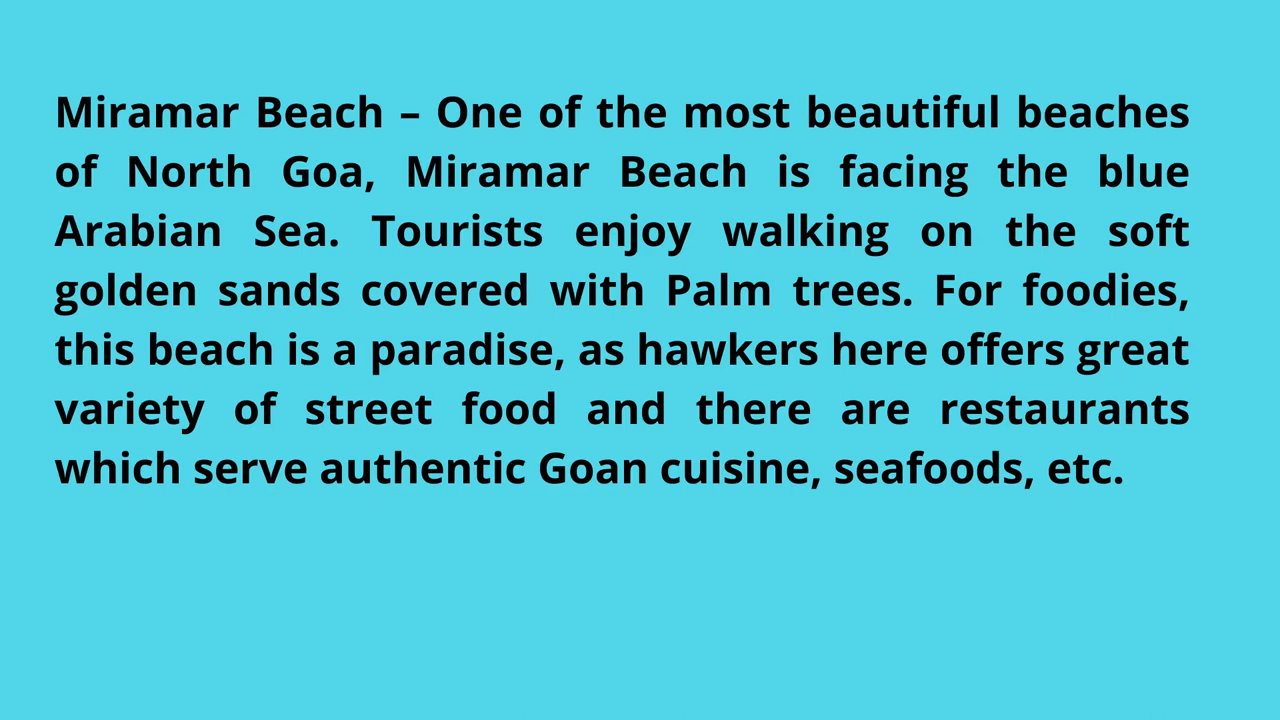 Miramar Beach – One of the most beautiful beaches
of North Goa, Miramar Beach is facing the blue
Arabian Sea. Tourists enjoy walking on the soft
golden sands covered with Palm trees. For foodies,
this beach is a paradise, as hawkers here offers great
variety of street food and there are restaurants
which serve authentic Goan cuisine, seafoods, etc.